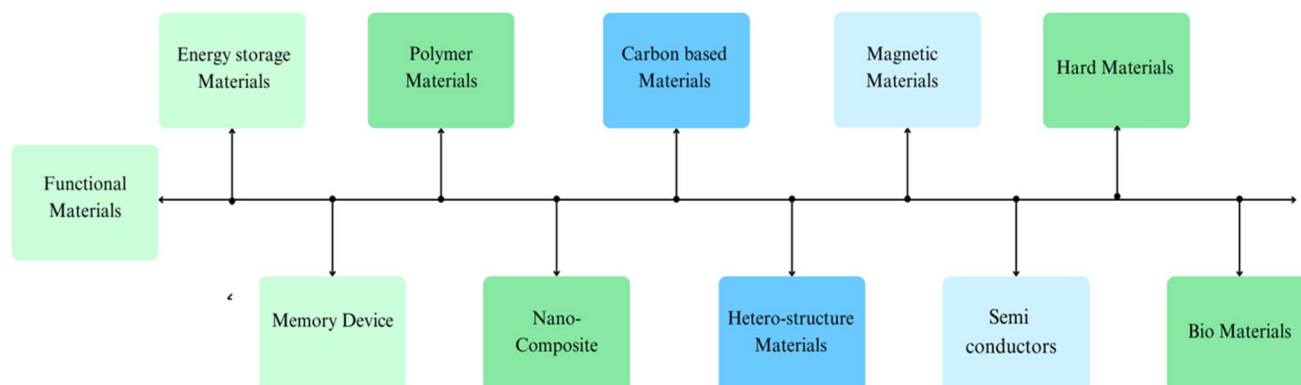 Energy storage
Materials
Polymer
Materials
Carbon based
Materials
Magnetic
Materials
Hard Materials
Functional
Materials
Memory Device
Nano-
Composite
Hetero-structure
Materials
Semi
conductors
Bio Materials